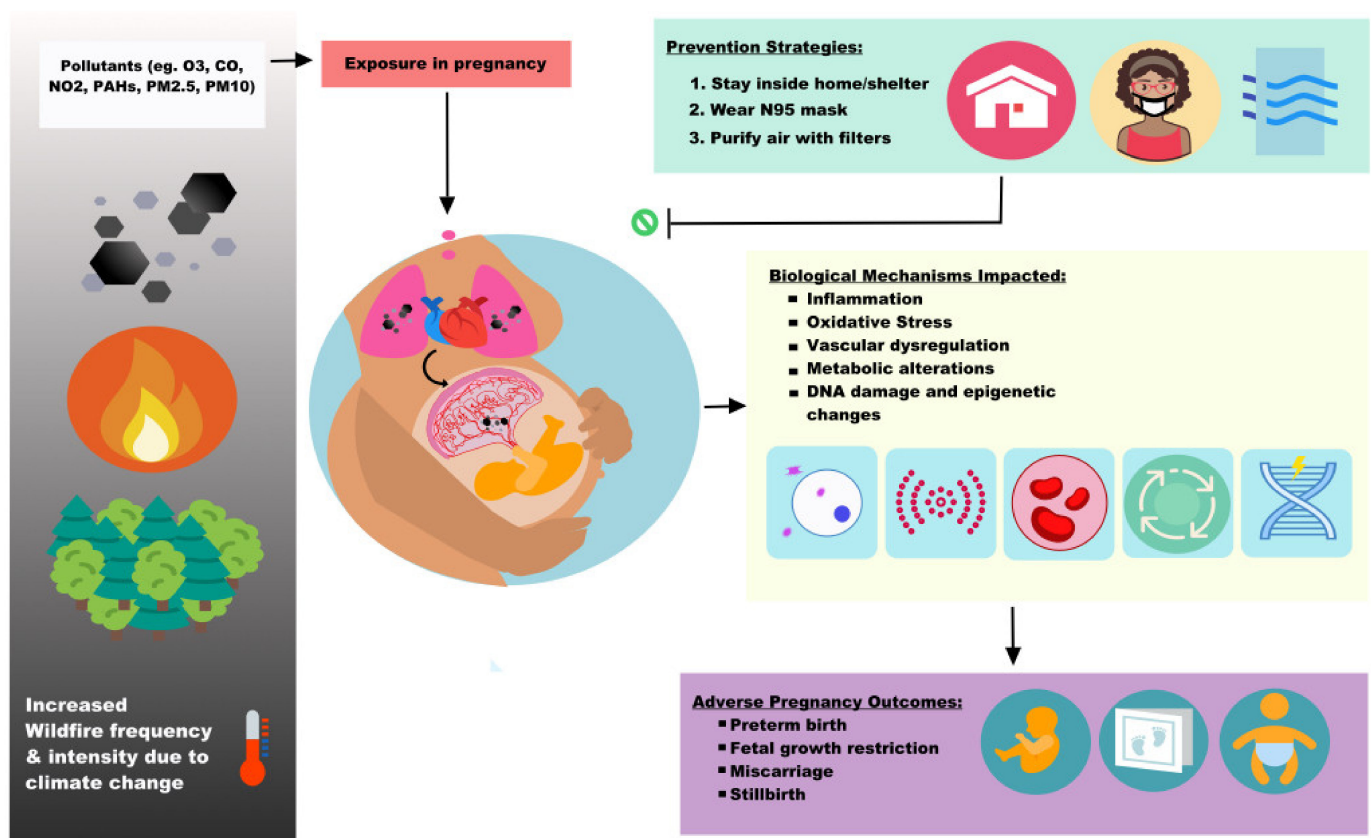 Pollutants (eg. O3, CO,
NO2, PAHs, PM2.5, PM10)
Exposure in pregnancy
Prevention Strategies:
1. Stay inside home/shelter
2. Wear N95 mask
3. Purify air with filters
Biological Mechanisms Impacted:
▪ Inflammation
▪ Oxidative Stress
▪ Vascular dysregulation
▪ Metabolic alterations
▪ DNA damage and epigenetic
changes
Increased
Wildfire frequency
& intensity due to
climate change
Adverse Pregnancy Outcomes:
▪ Preterm birth
▪ Fetal growth restriction
▪ Miscarriage
▪ Stillbirth